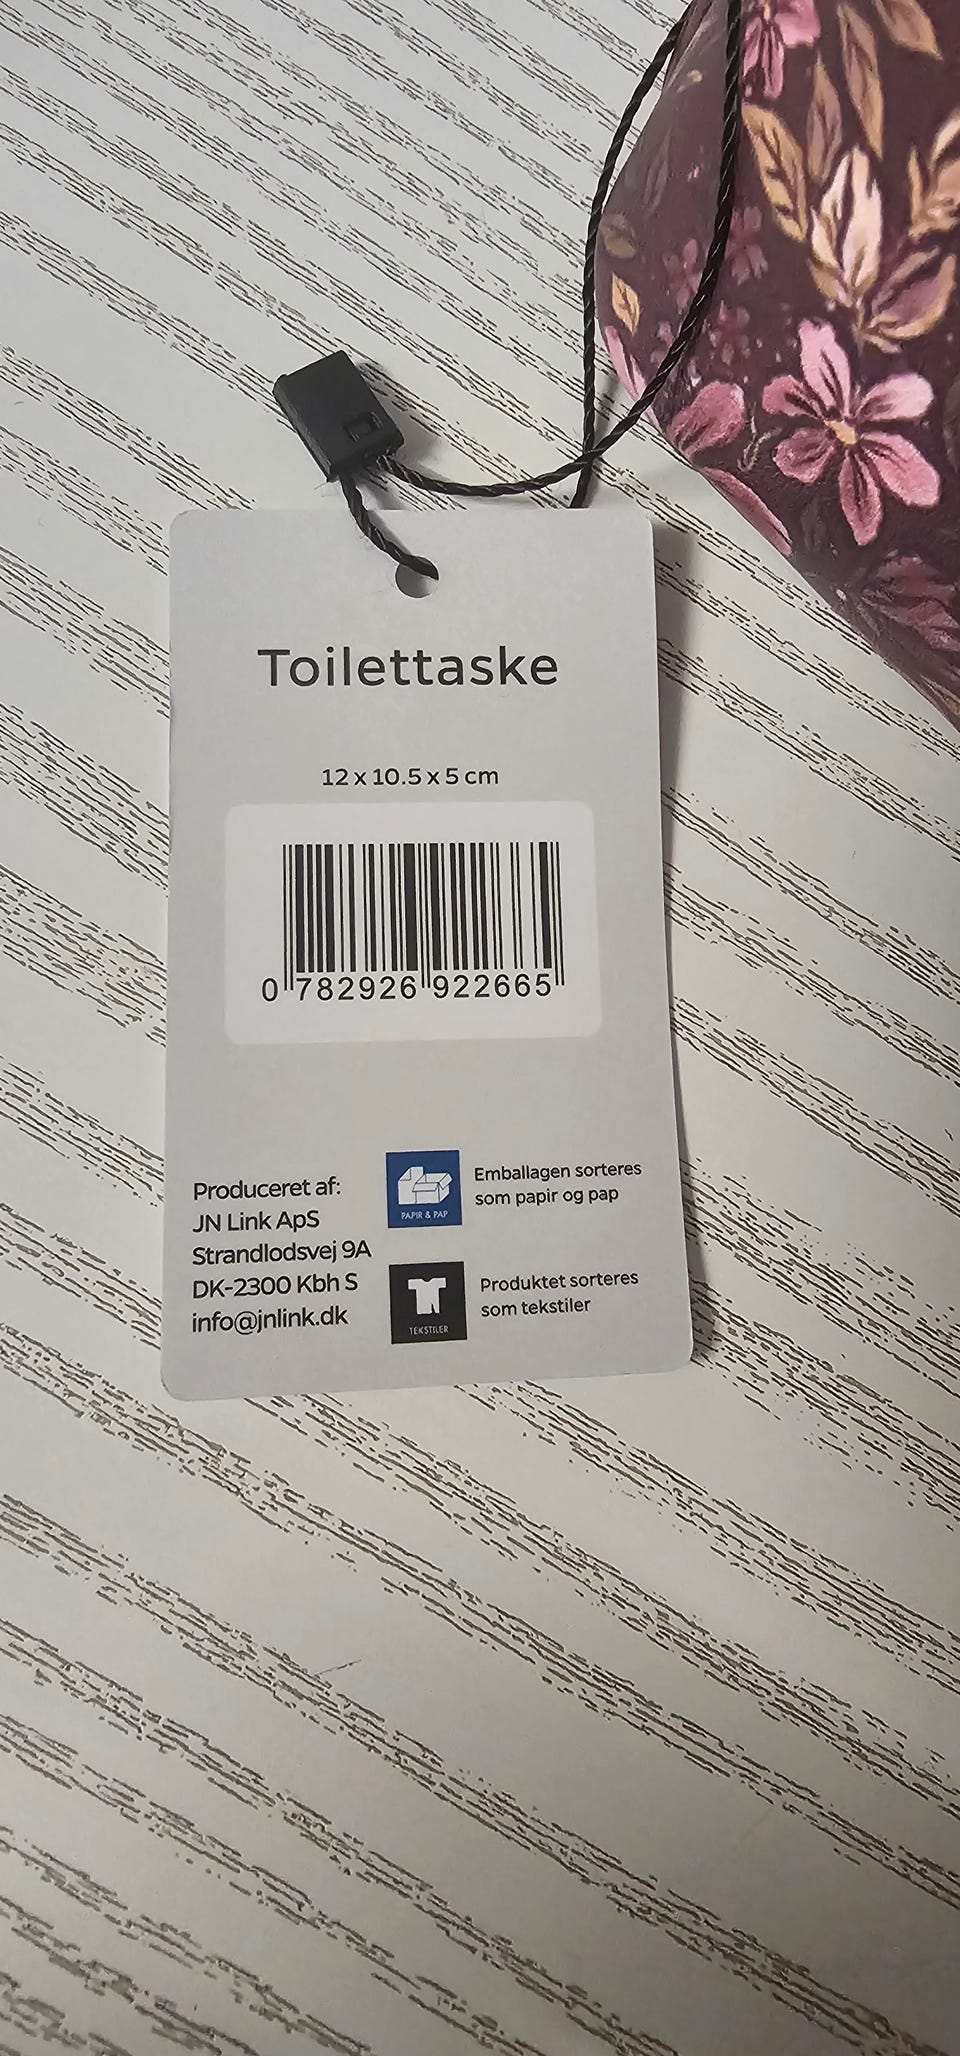 Toilettaske
12 x 10.5 x 5 cm
0 782926 922665
Produceret af:
JN Link ApS
Strandlodsvej 9A
DK-2300 Kbh S
info@jnlink.dk
PAPIR & PAP
Emballagen sorteres
som papir og pap
TEKSTILER
Produktet sorteres
som tekstiler